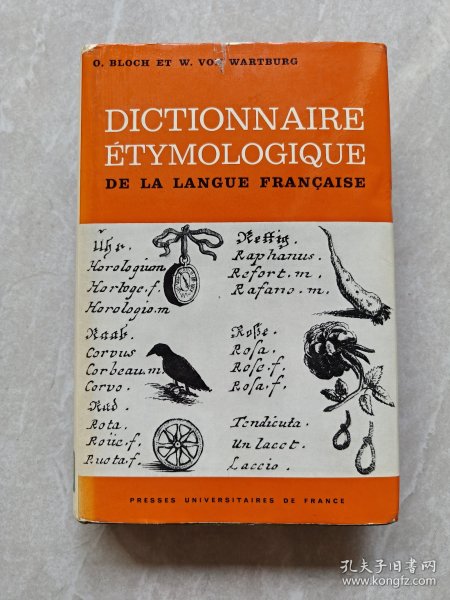 O. BLOCH ET W. VON WARTBURG
DICTIONNAIRE
ÉTYMOLOGIQUE
DE LA LANGUE FRANÇAISE
Uhr.
Horologium
Horloge.f.
Horologio.m
Raab.
Corvus
Corbeau.m.
Corvo.
Rad.
Rota.
Roüe.f.
Ruota.f.
Rettig.
Raphanus.
Refort.m.
Rafano.m.
Roſe.
Roſa.
Roſe.f.
Roſa.f.
Tendicula.
Un lacet.
Laccio.
PRESSES UNIVERSITAIRES DE FRANCE
孔夫子旧书网
www.kongfz.com